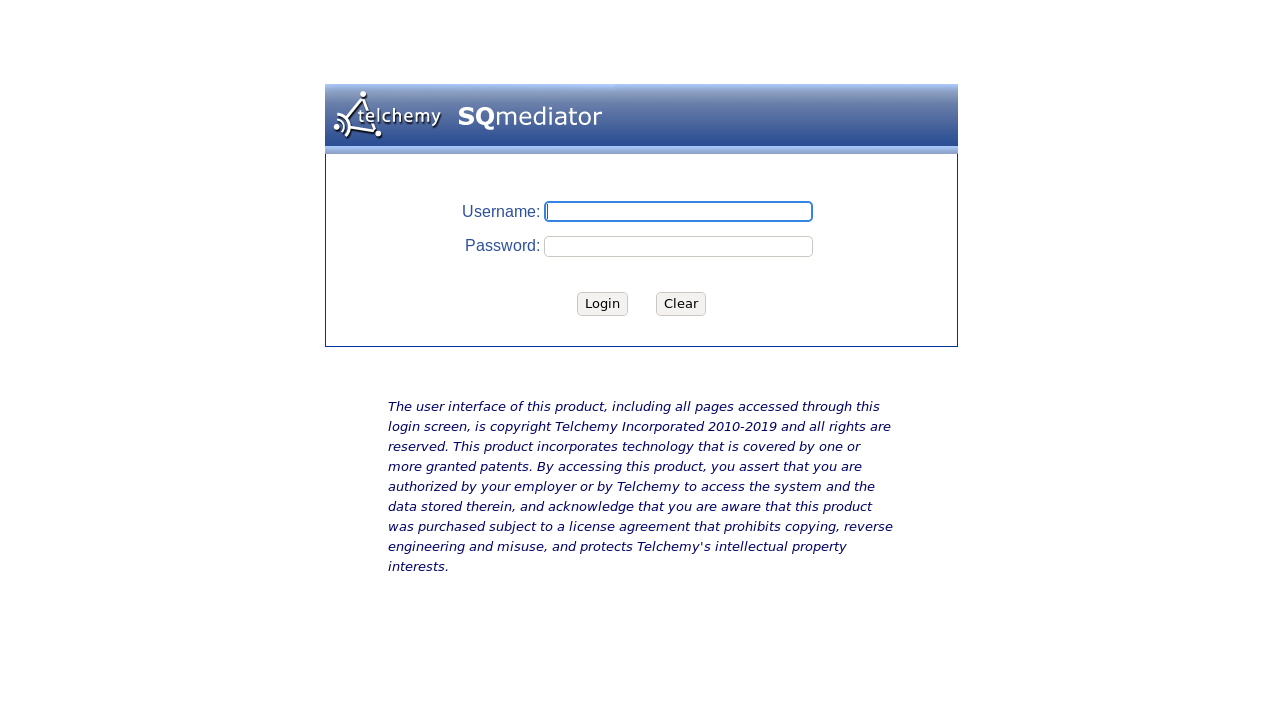 telchemy SQmediator
Username:
Password:
Login Clear
The user interface of this product, including all pages accessed through this
login screen, is copyright Telchemy Incorporated 2010-2019 and all rights are
reserved. This product incorporates technology that is covered by one or
more granted patents. By accessing this product, you assert that you are
authorized by your employer or by Telchemy to access the system and the
data stored therein, and acknowledge that you are aware that this product
was purchased subject to a license agreement that prohibits copying, reverse
engineering and misuse, and protects Telchemy's intellectual property
interests.